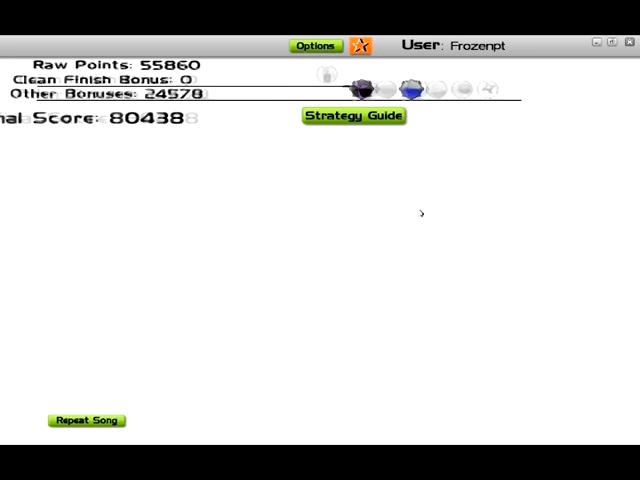 Options
User: Frozenpt
Raw Points: 55860
Clean Finish Bonus: 0
Other Bonuses: 24578
nal Score: 80438
Strategy Guide
Repeat Song